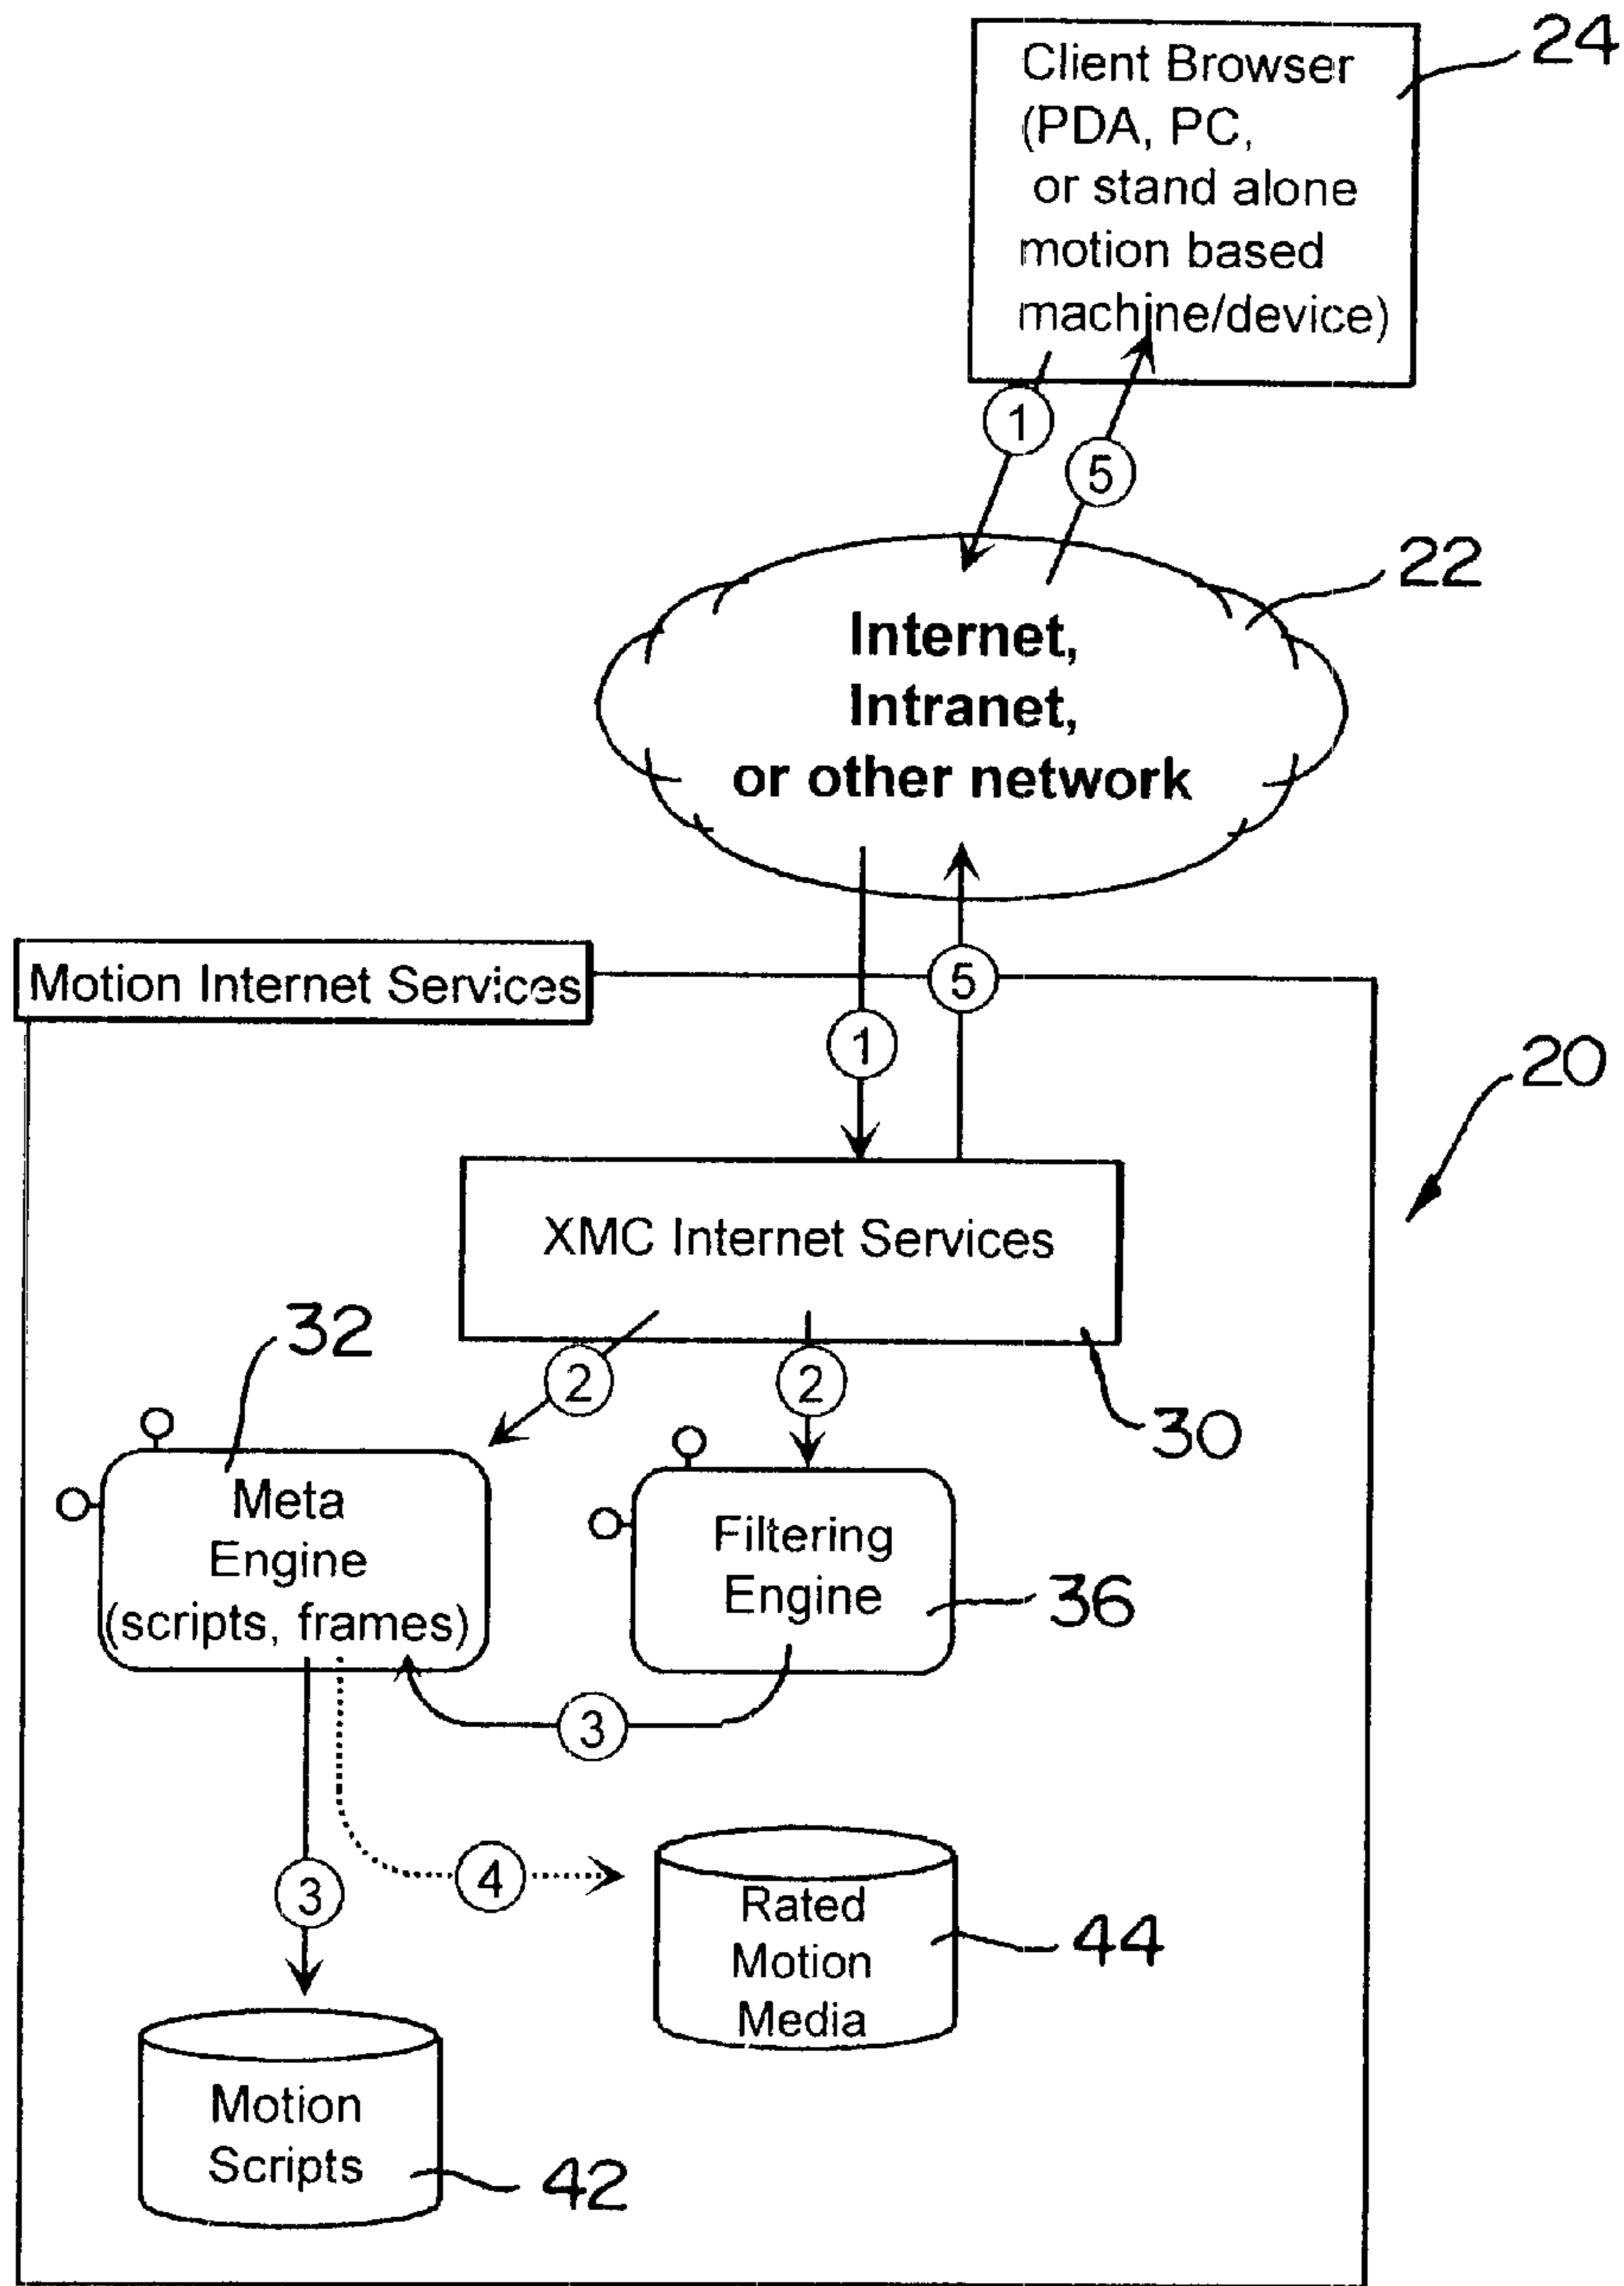 24
Client Browser
(PDA, PC,
or stand alone
motion based
machine/device)
1
5
22
Internet,
Intranet,
or other network
Motion Internet Services
5
1
20
XMC Internet Services
32
2
2
30
Meta
Engine
(scripts, frames)
Filtering
Engine
36
3
3
4
Rated
Motion
Media
44
Motion
Scripts
42